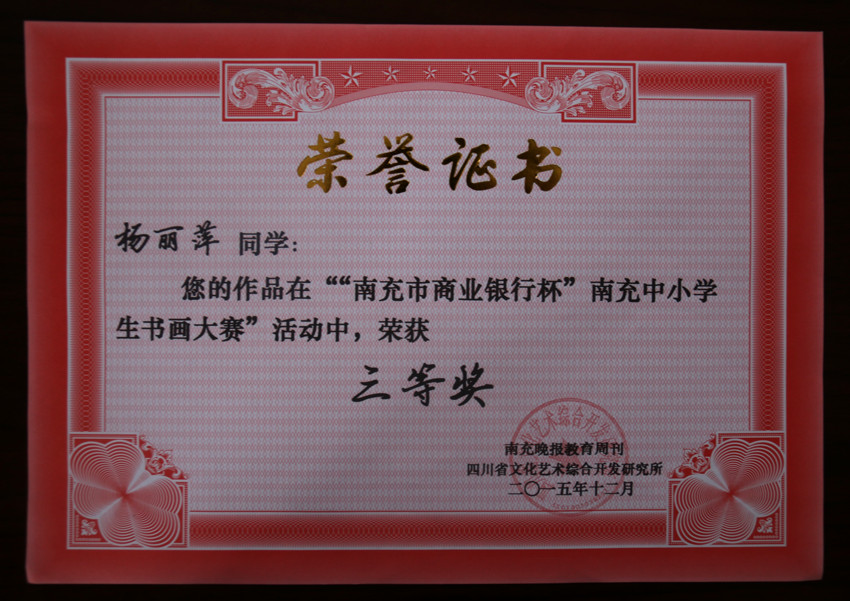 荣誉证书
杨丽萍 同学：
您的作品在““南充市商业银行杯”南充中小学
生书画大赛”活动中，荣获
三等奖
南充晚报教育周刊
四川省文化艺术综合开发研究所
二〇一五年十二月